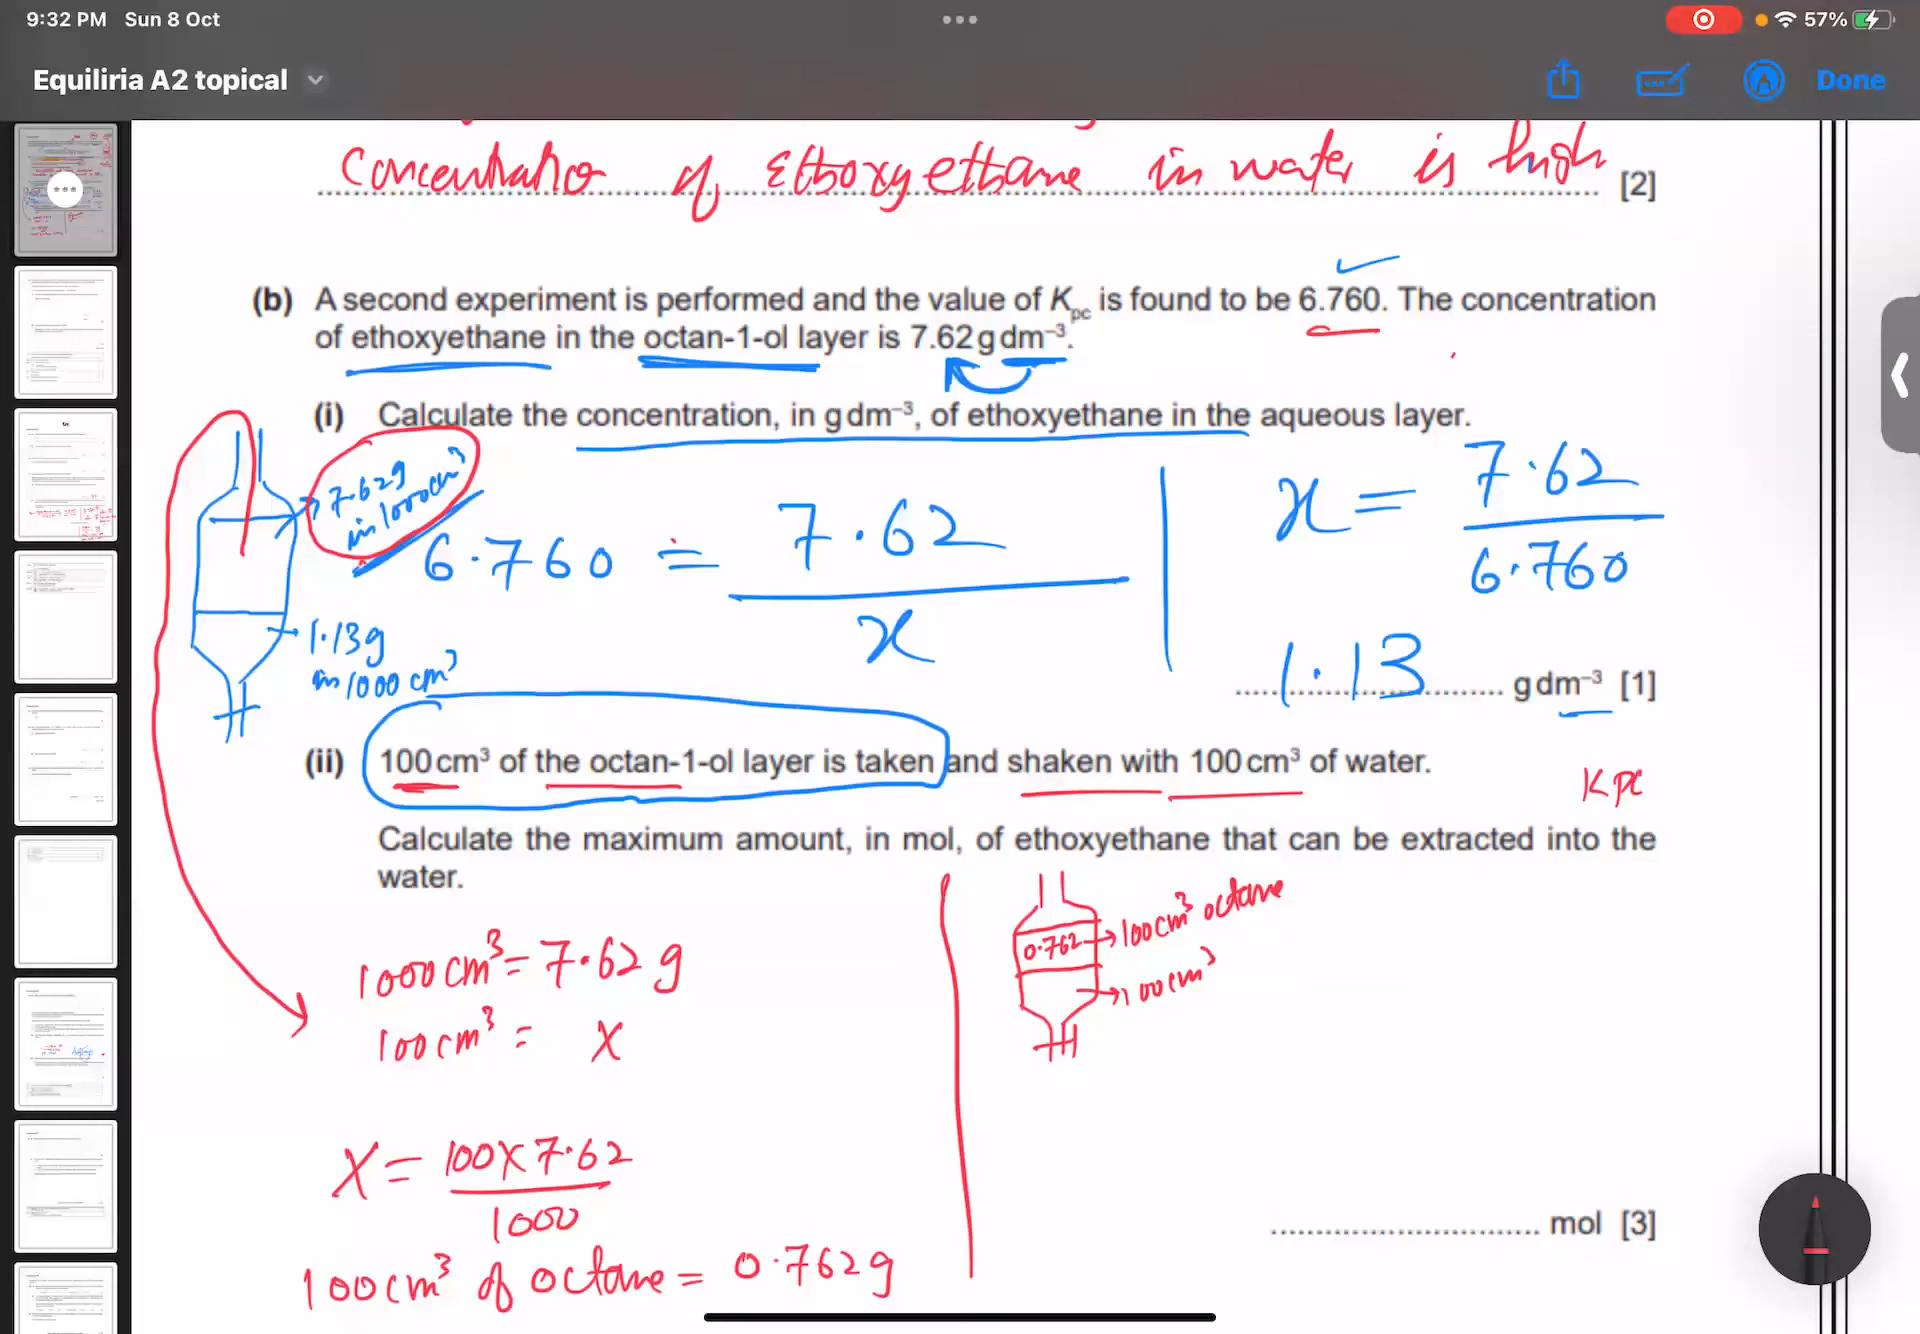 9:32 PM Sun 8 Oct
57%
Equiliria A2 topical
Done
Concentration of Ethoxyethane in water is high [2]
(b) A second experiment is performed and the value of Kpc is found to be 6.760. The concentration
of ethoxyethane in the octan-1-ol layer is 7.62 g dm⁻³.
(i) Calculate the concentration, in g dm⁻³, of ethoxyethane in the aqueous layer.
7.62g
in 1000cm³
6.760 = 7.62
x
x = 7.62
6.760
1.13g
in 1000 cm³
1.13 g dm⁻³ [1]
(ii) 100 cm³ of the octan-1-ol layer is taken and shaken with 100 cm³ of water.
Kpc
Calculate the maximum amount, in mol, of ethoxyethane that can be extracted into the
water.
1000cm³ = 7.62 g
100cm³ = X
X = 100 x 7.62
1000
100cm³ of octane = 0.762g
0.762 → 100cm³ octane
→ 100cm³
mol [3]